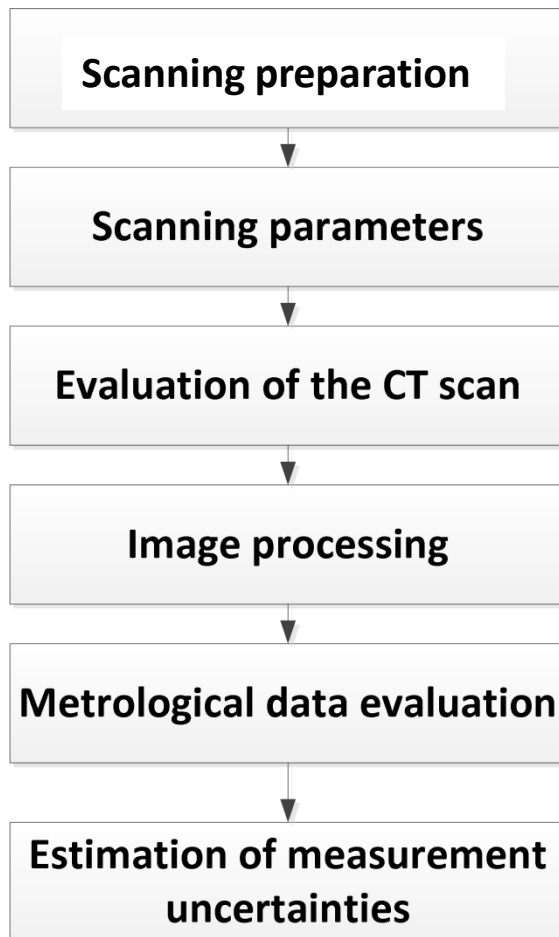 Scanning preparation
Scanning parameters
Evaluation of the CT scan
Image processing
Metrological data evaluation
Estimation of measurement
uncertainties